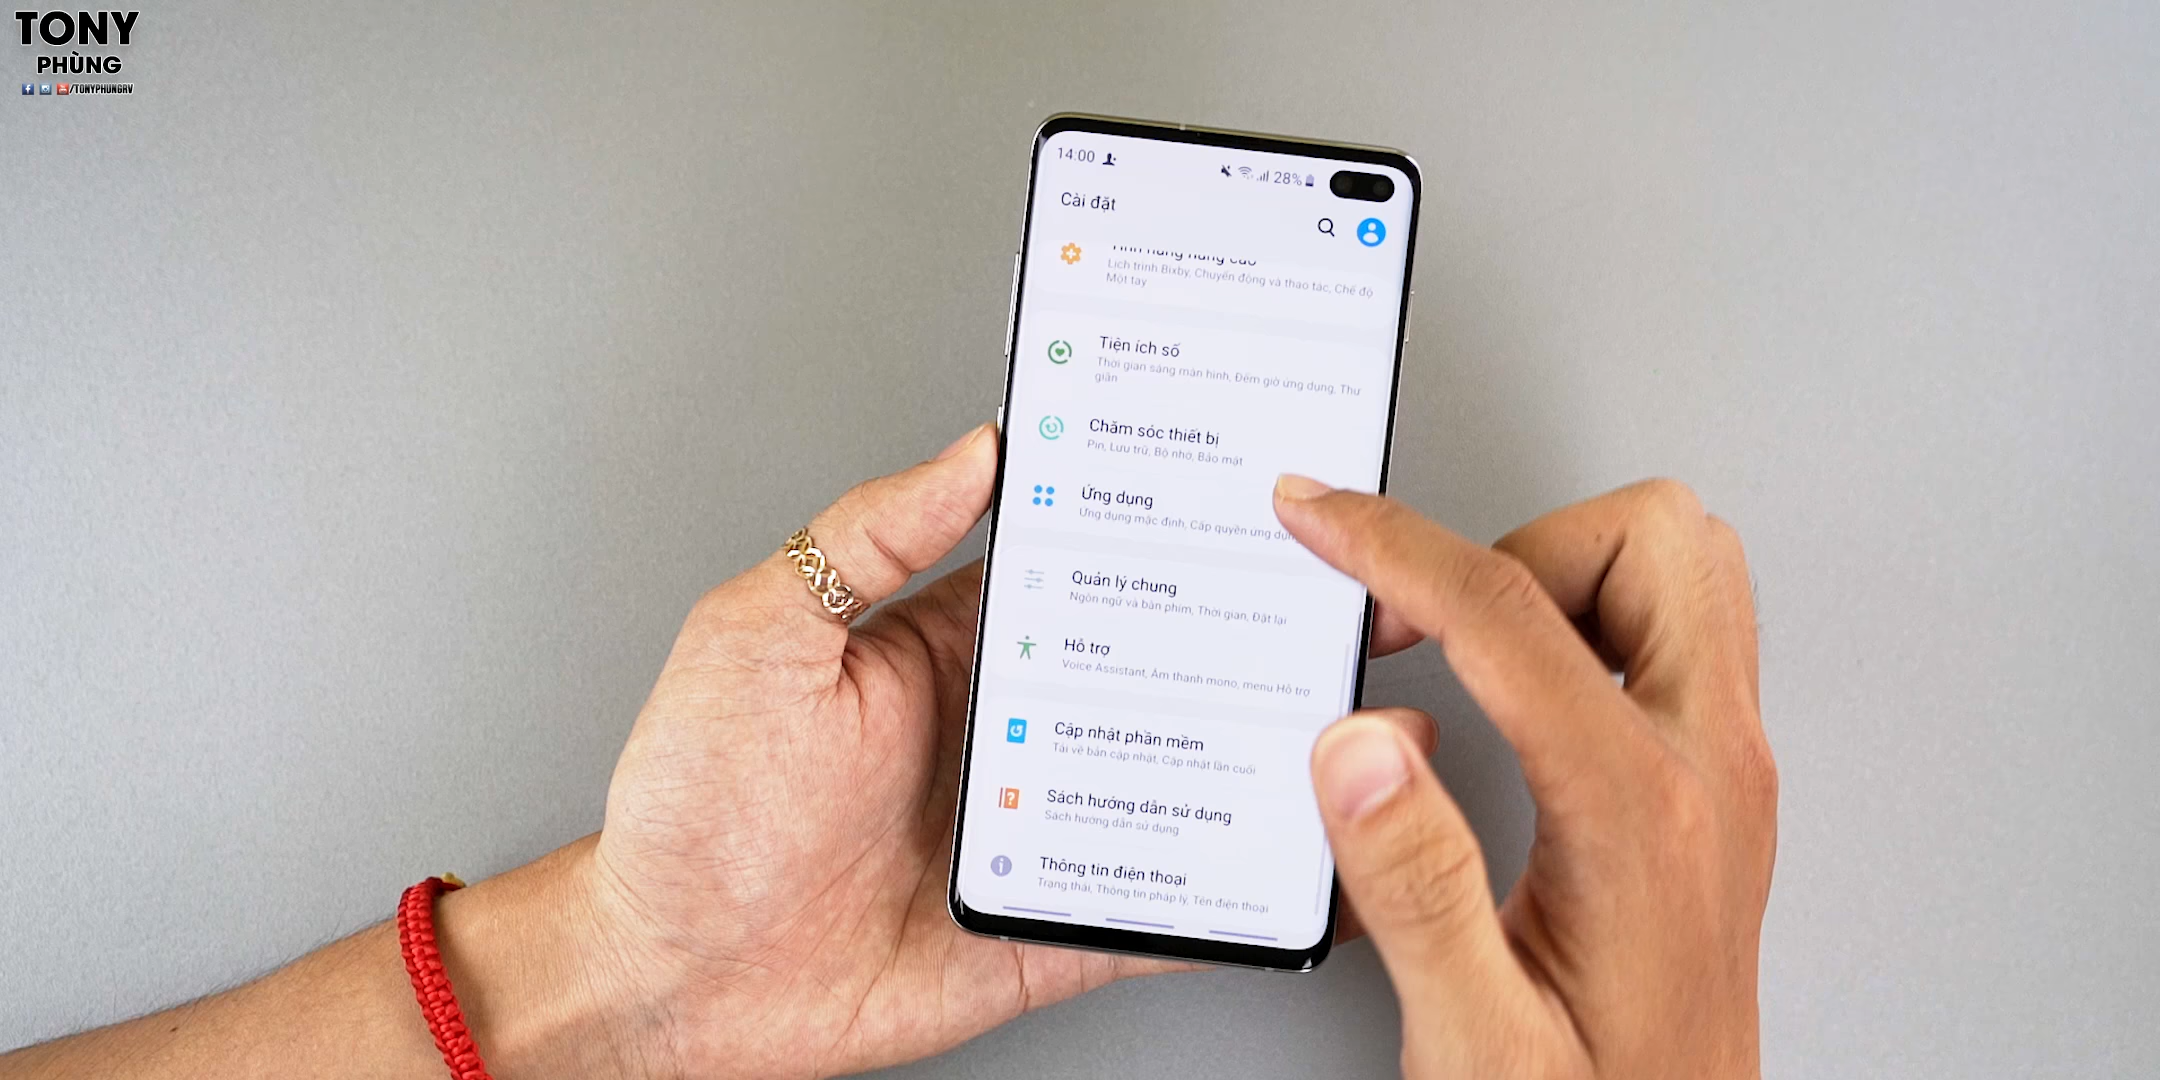 TONY
PHÙNG
/TONYPHUNGRV
14:00
28%
Cài đặt
Tính năng nâng cao
Lịch trình Bixby, Chuyển động và thao tác, Chế độ
Một tay
Tiện ích số
Thời gian sáng màn hình, Đếm giờ ứng dụng, Thư
giãn
Chăm sóc thiết bị
Pin, Lưu trữ, Bộ nhớ, Bảo mật
Ứng dụng
Ứng dụng mặc định, Cấp quyền ứng dụng
Quản lý chung
Ngôn ngữ và bàn phím, Thời gian, Đặt lại
Hỗ trợ
Voice Assistant, Âm thanh mono, menu Hỗ trợ
Cập nhật phần mềm
Tải về bản cập nhật, Cập nhật lần cuối
Sách hướng dẫn sử dụng
Sách hướng dẫn sử dụng
Thông tin điện thoại
Trạng thái, Thông tin pháp lý, Tên điện thoại